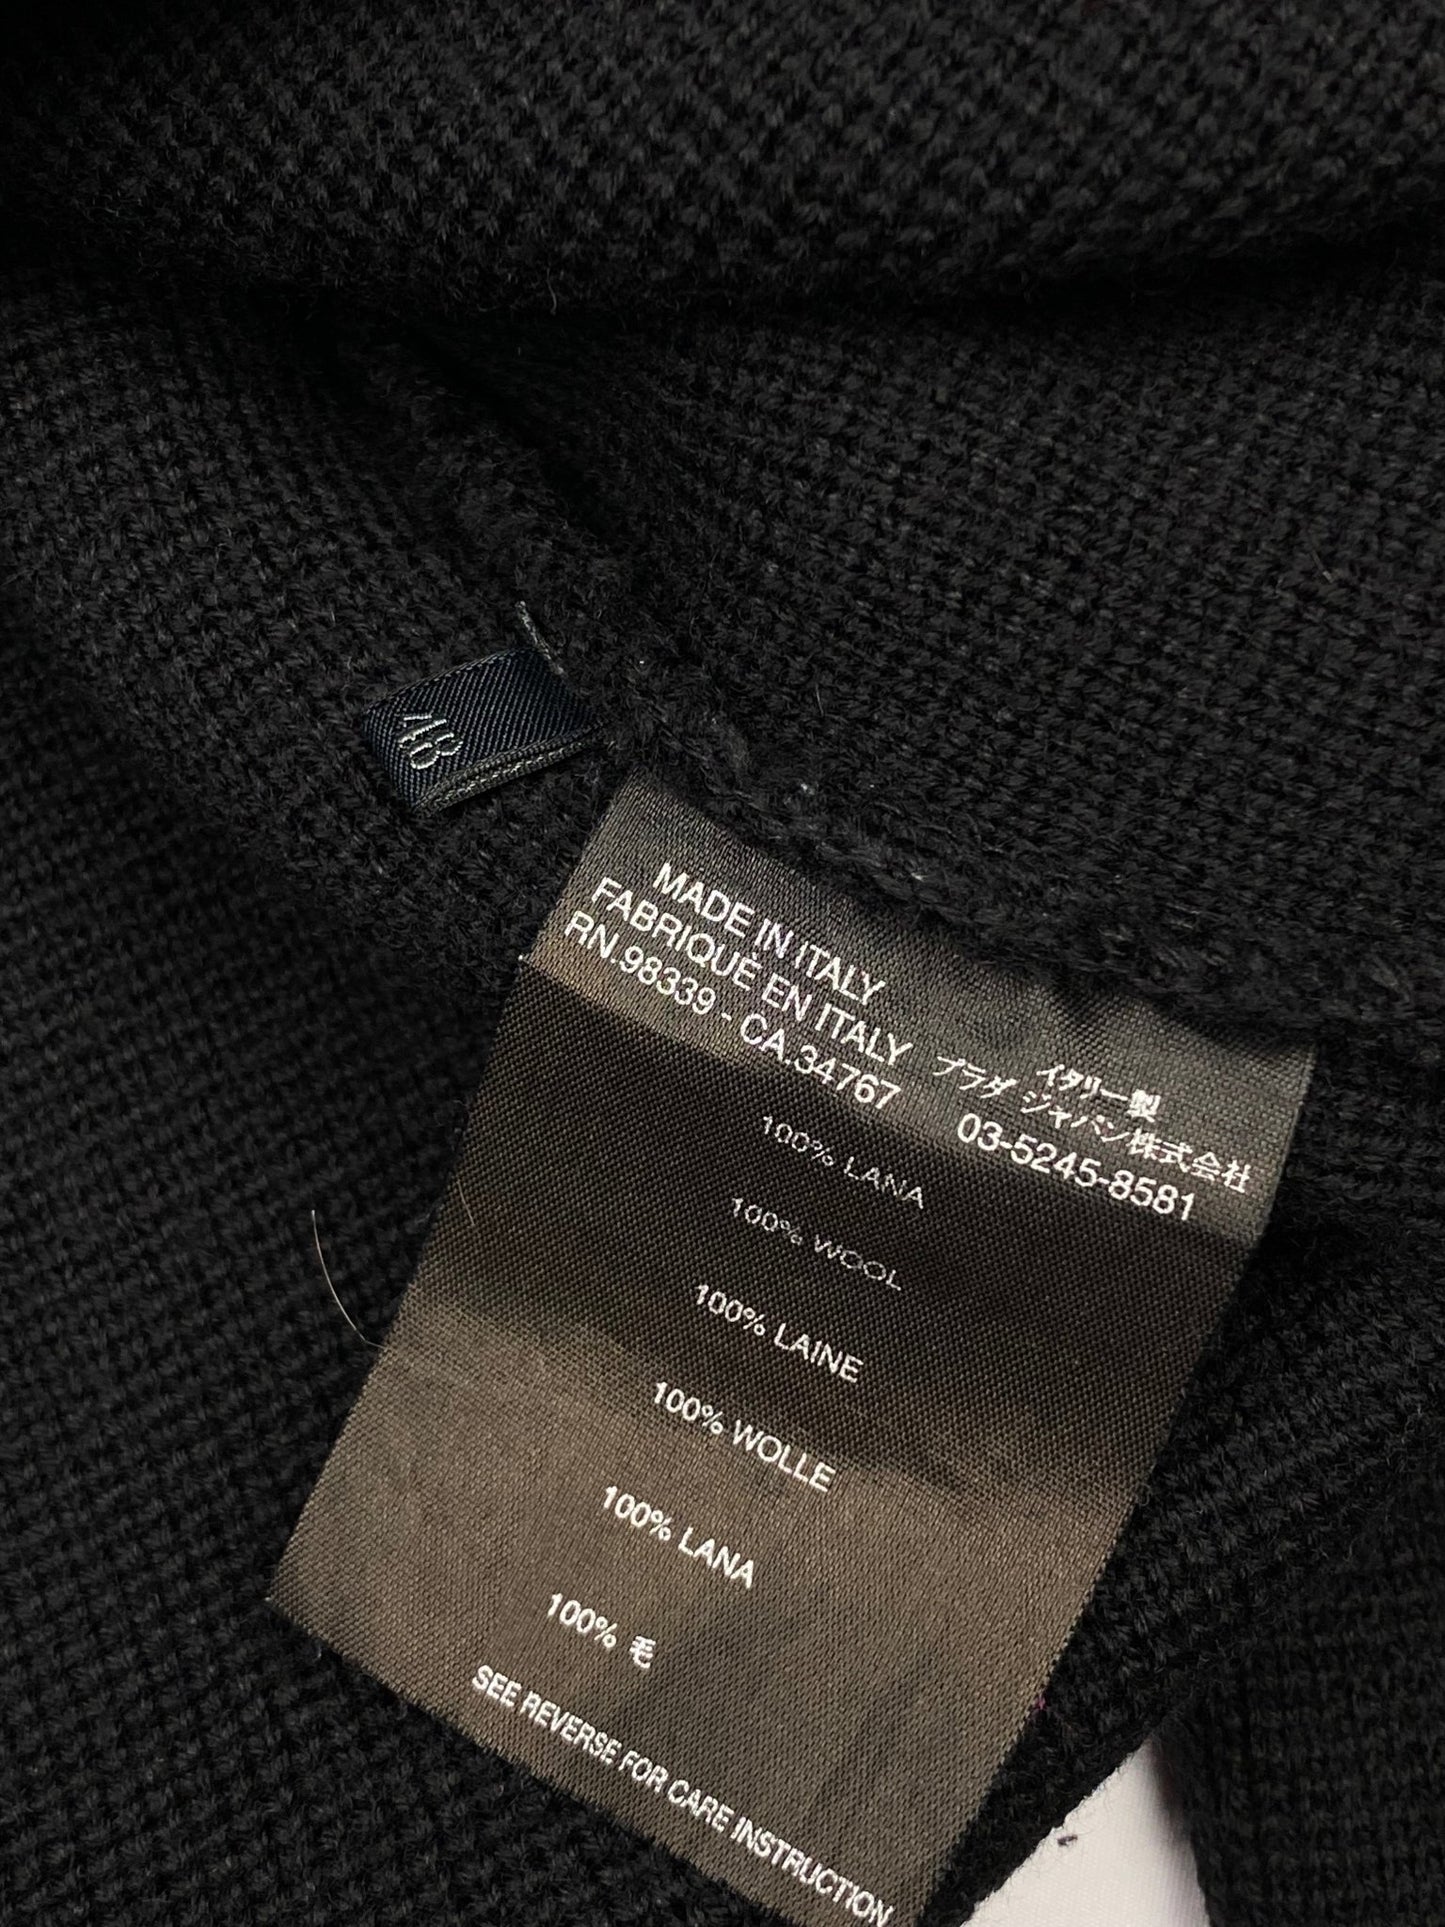 48
MADE IN ITALY
FABRIQUÉ EN ITALY
RN.98339 - CA.34767
イタリー製
プラダ ジャパン株式会社
03-5245-8581
100% LANA
100% WOOL
100% LAINE
100% WOLLE
100% LANA
100% 毛
SEE REVERSE FOR CARE INSTRUCTION